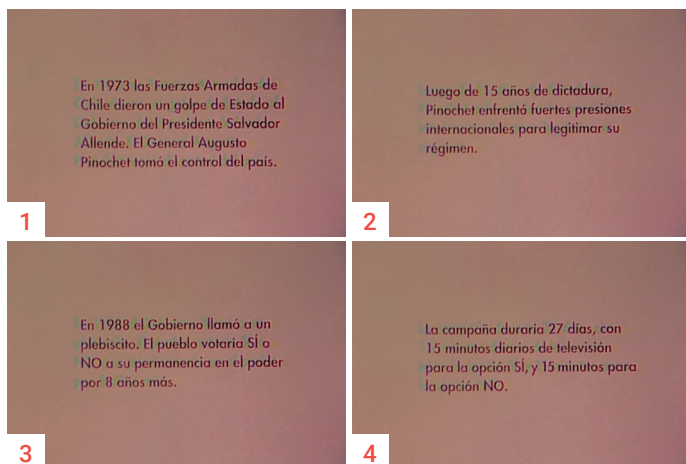 En 1973 las Fuerzas Armadas de
Chile dieron un golpe de Estado al
Gobierno del Presidente Salvador
Allende. El General Augusto
Pinochet tomó el control del país.
1
Luego de 15 años de dictadura,
Pinochet enfrentó fuertes presiones
internacionales para legitimar su
régimen.
2
En 1988 el Gobierno llamó a un
plebiscito. El pueblo votaría SÍ o
NO a su permanencia en el poder
por 8 años más.
3
La campaña duraría 27 días, con
15 minutos diarios de televisión
para la opción SÍ, y 15 minutos para
la opción NO.
4